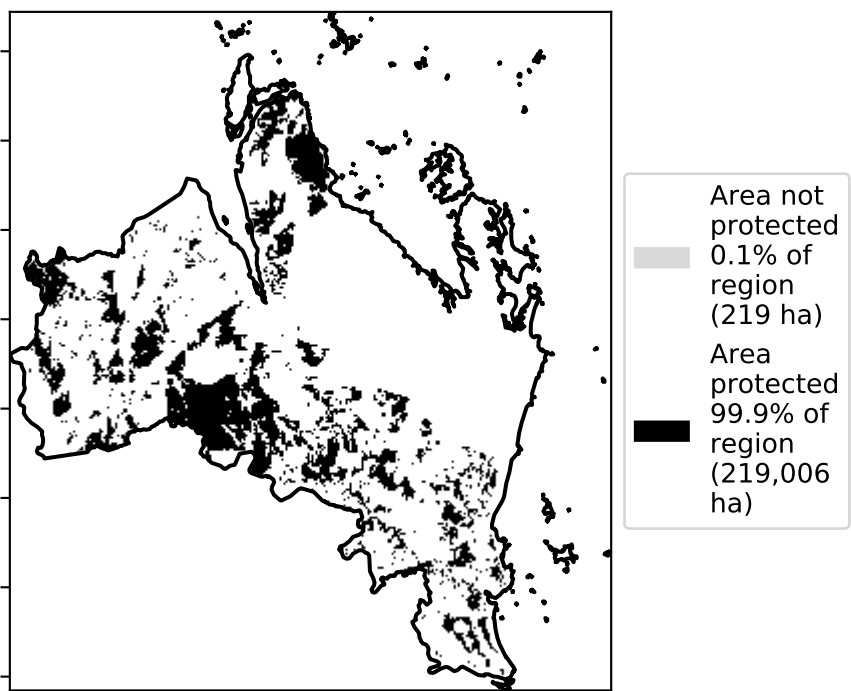 Area not
protected
0.1% of
region
(219 ha)
Area
protected
99.9% of
region
(219,006
ha)